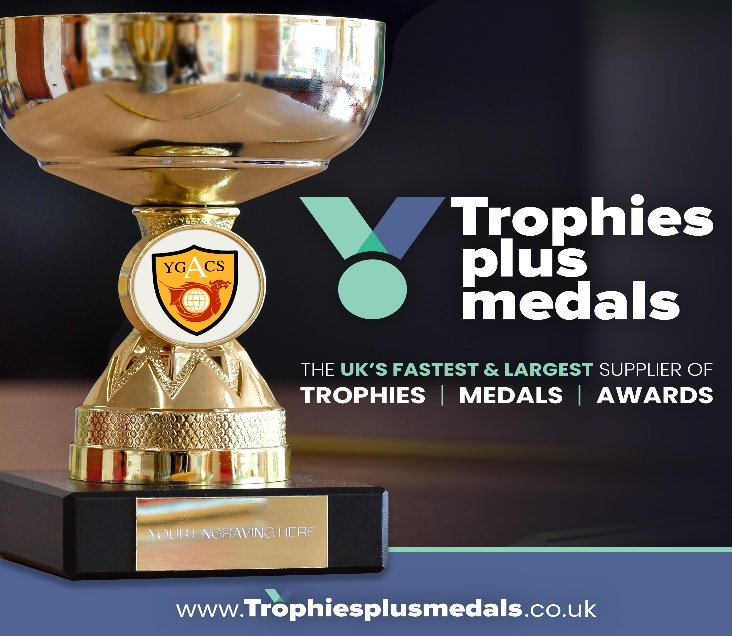 YGACS
Trophies
plus
medals
THE UK'S FASTEST & LARGEST SUPPLIER OF
TROPHIES | MEDALS | AWARDS
YOUR ENGRAVING HERE
www.Trophiesplusmedals.co.uk